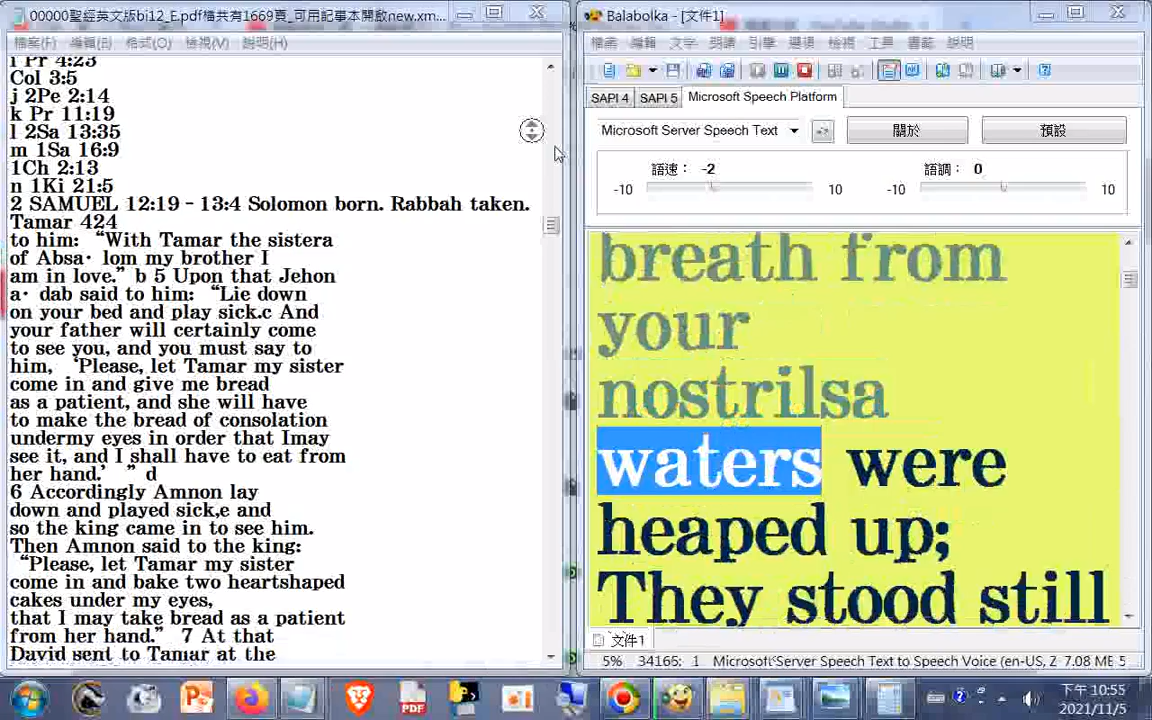 00000聖經英文版bi12_E.pdf檔共有1669頁_可用記事本開啟new.xm...
檔案(F) 編輯(E) 格式(O) 檢視(V) 說明(H)
i Pr 4:23
Col 3:5
j 2Pe 2:14
k Pr 11:19
l 2Sa 13:35
m 1Sa 16:9
1Ch 2:13
n 1Ki 21:5
2 SAMUEL 12:19–13:4 Solomon born. Rabbah taken.
Tamar 424
to him: “With Tamar the sistera
of Absa· lom my brother I
am in love.” b 5 Upon that Jehon
a· dab said to him: “Lie down
on your bed and play sick.c And
your father will certainly come
to see you, and you must say to
him, ‘Please, let Tamar my sister
come in and give me bread
as a patient, and she will have
to make the bread of consolation
undermy eyes in order that Imay
see it, and I shall have to eat from
her hand.’ ” d
6 Accordingly Amnon lay
down and played sick,e and
so the king came in to see him.
Then Amnon said to the king:
“Please, let Tamar my sister
come in and bake two heartshaped
cakes under my eyes,
that I may take bread as a patient
from her hand.” 7 At that
David sent to Tamar at the
Balabolka - [文件1]
檔案 編輯 文字 朗讀 引擎 選項 檢視 工具 書籤 說明
SAPI 4 SAPI 5 Microsoft Speech Platform
Microsoft Server Speech Text 關於 預設
語速: -2 語調: 0
-10 10 -10 10
breath from
your
nostrilsa
waters were
heaped up;
They stood still
文件1
5% 34165: 1 Microsoft Server Speech Text to Speech Voice (en-US, Z 7.08 MB 5
PDF
下午 10:55
2021/11/5